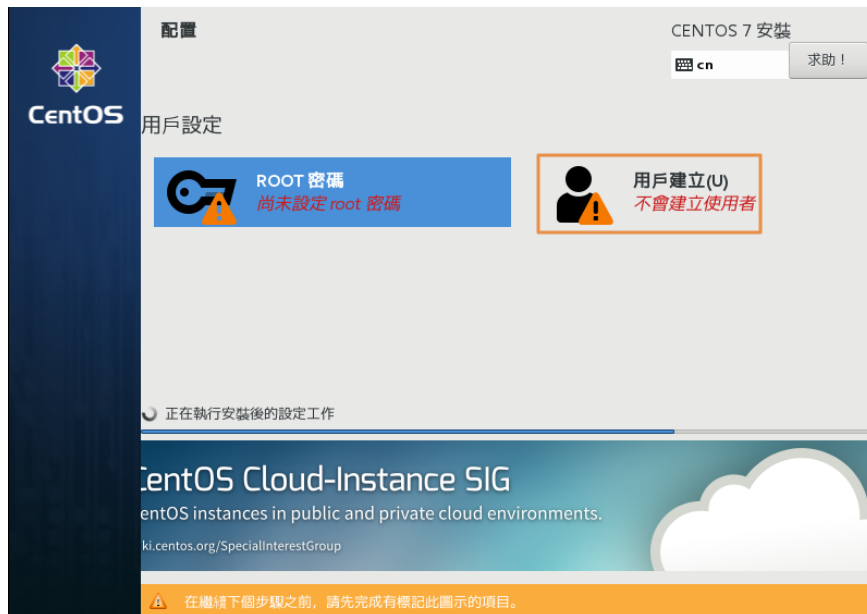 配置
CENTOS 7 安裝
cn
求助！
CentOS
用戶設定
ROOT 密碼
尚未設定 root 密碼
用戶建立(U)
不會建立使用者
正在執行安裝後的設定工作
CentOS Cloud-Instance SIG
entOS instances in public and private cloud environments.
ki.centos.org/SpecialInterestGroup
在繼續下個步驟之前，請先完成有標記此圖示的項目。